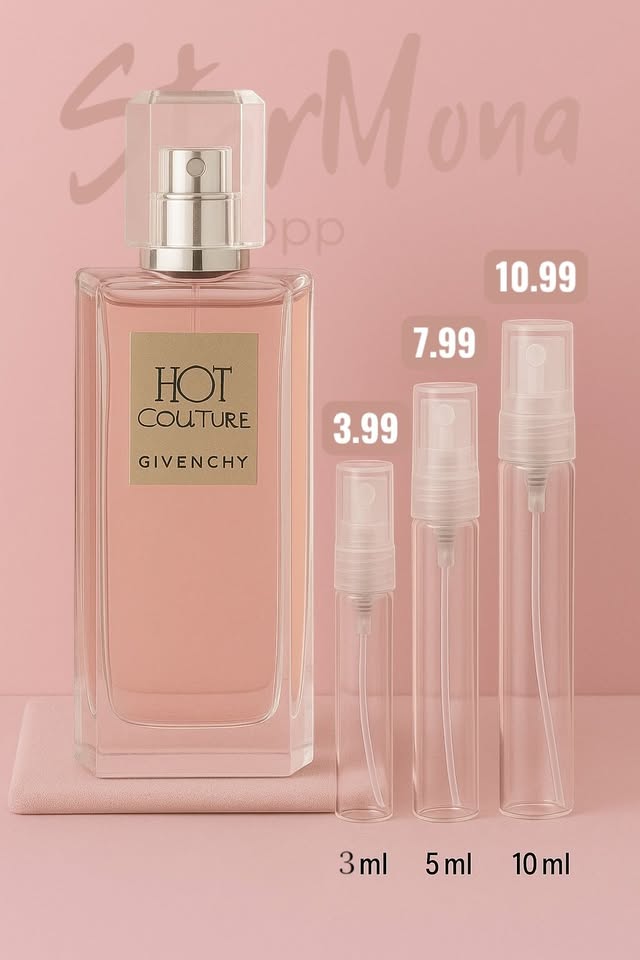 StarMona
opp
HOT
COUTURE
GIVENCHY
3.99
7.99
10.99
3 ml
5 ml
10 ml